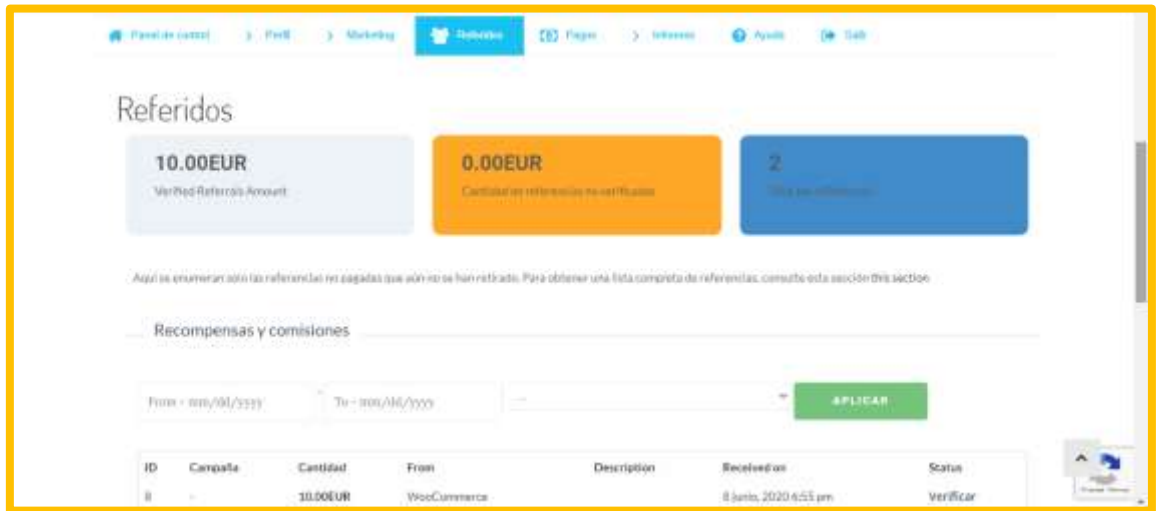 Panel de control > Perfil > Marketing Referidos Pagos > Informes Ayuda Salir
Referidos
10.00EUR 0.00EUR 2
Verified Referrals Amount Cantidad de referencias no verificadas
Aquí se enumeran solo las referencias no pagadas que aún no se han retirado. Para obtener una lista completa de referencias, consulte esta sección this section
Recompensas y comisiones
From - mm/dd/yyyy To - mm/dd/yyyy ... APLICAR
ID Campaña Cantidad From Description Received on Status
8 - 10.00EUR WooCommerce 8 junio, 2020 6:55 pm Verificar